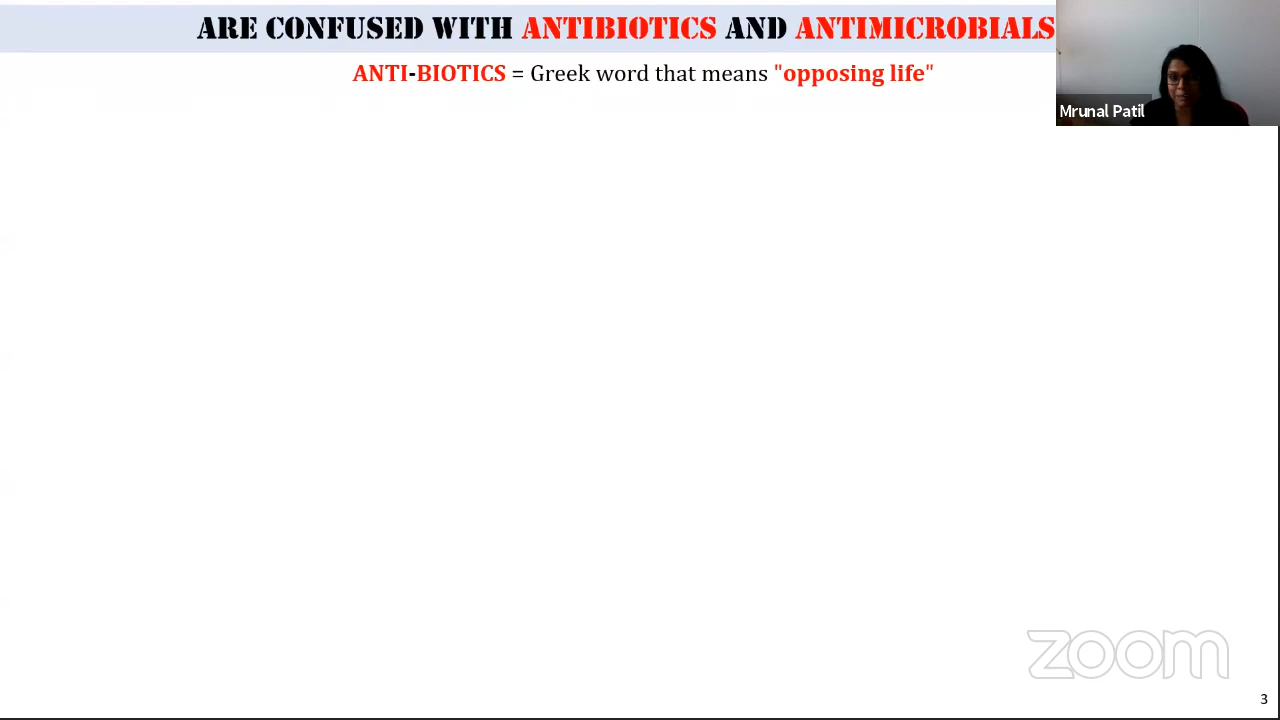 ARE CONFUSED WITH ANTIBIOTICS AND ANTIMICROBIALS
ANTI-BIOTICS = Greek word that means "opposing life"
Mrunal Patil
zoom
3